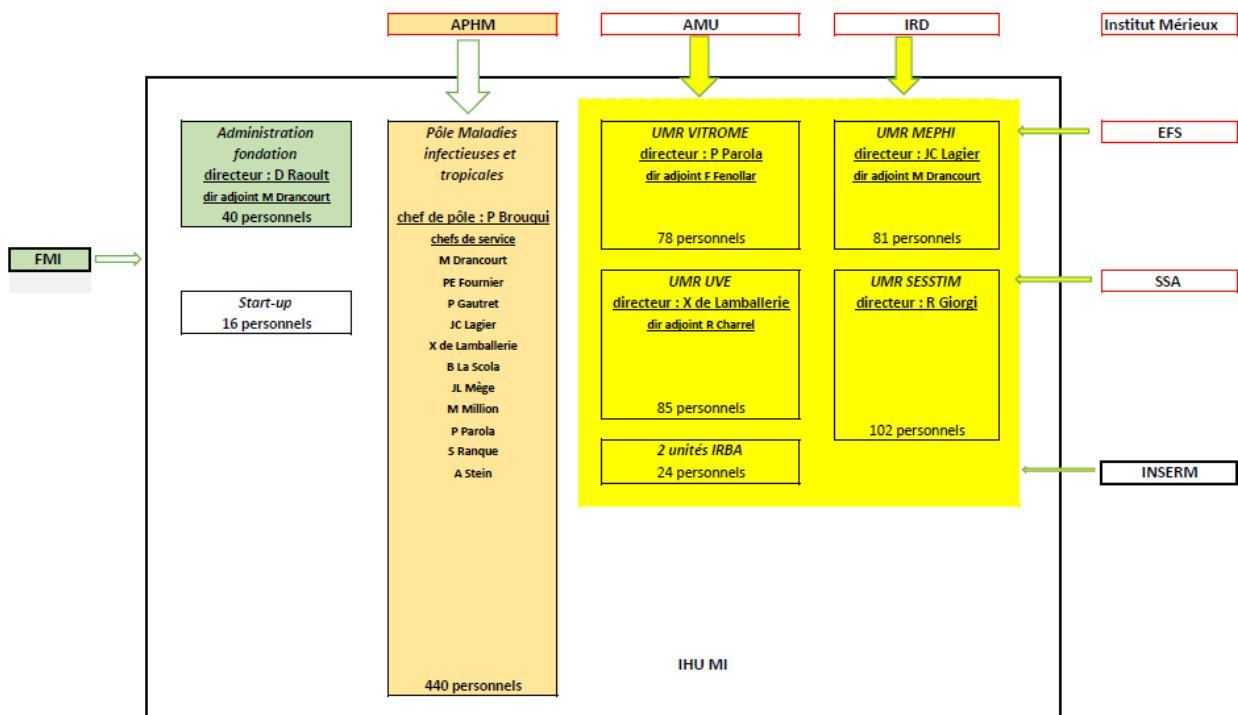 APHM
AMU
IRD
Institut Mérieux
Administration
fondation
directeur : D Raoult
dir adjoint M Drancourt
40 personnels
Pôle Maladies
infectieuses et
tropicales
chef de pôle : P Brouqui
chefs de service
M Drancourt
PE Fournier
P Gautret
JC Lagier
X de Lamballerie
B La Scola
JL Mège
M Million
P Parola
S Ranque
A Stein
440 personnels
UMR VITROME
directeur : P Parola
dir adjoint F Fenollar
78 personnels
UMR MEPHI
directeur : JC Lagier
dir adjoint M Drancourt
81 personnels
EFS
FMI
Start-up
16 personnels
UMR UVE
directeur : X de Lamballerie
dir adjoint R Charrel
85 personnels
UMR SESSTIM
directeur : R Giorgi
102 personnels
SSA
2 unités IRBA
24 personnels
INSERM
IHU MI